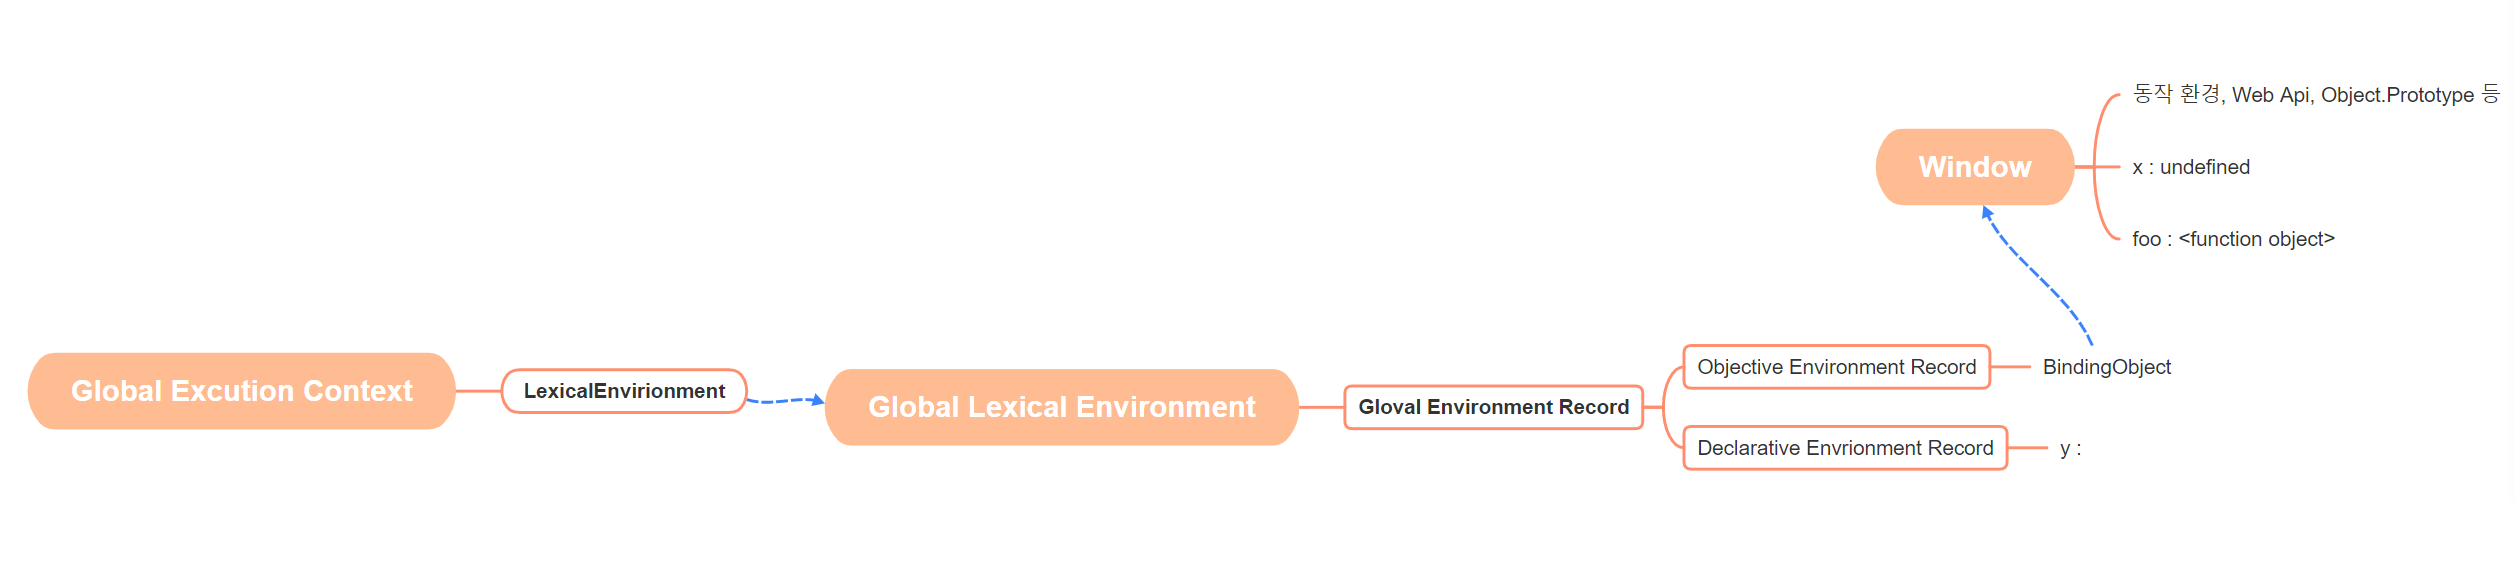 동작 환경, Web Api, Object.Prototype 등
Window
x : undefined
foo : <function object>
Global Excution Context
LexicalEnvirionment
Global Lexical Environment
Gloval Environment Record
Objective Environment Record
BindingObject
Declarative Envrionment Record
y :